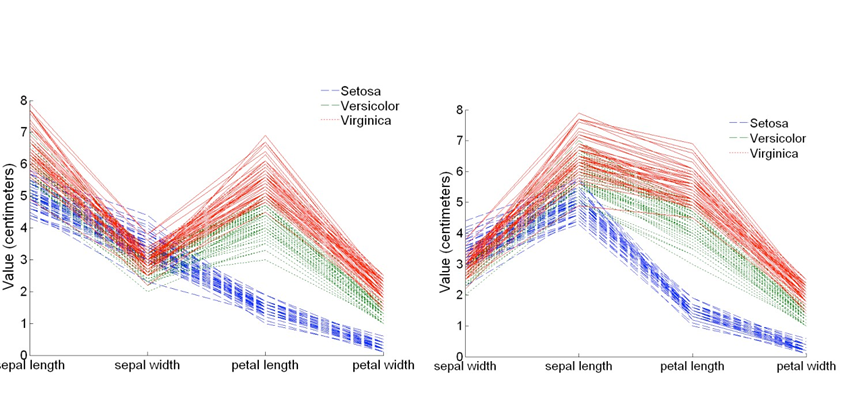 Setosa
Versicolor
Virginica
Value (centimeters)
8
7
6
5
4
3
2
1
0
sepal length sepal width petal length petal width
Setosa
Versicolor
Virginica
Value (centimeters)
8
7
6
5
4
3
2
1
0
sepal width sepal length petal length petal width